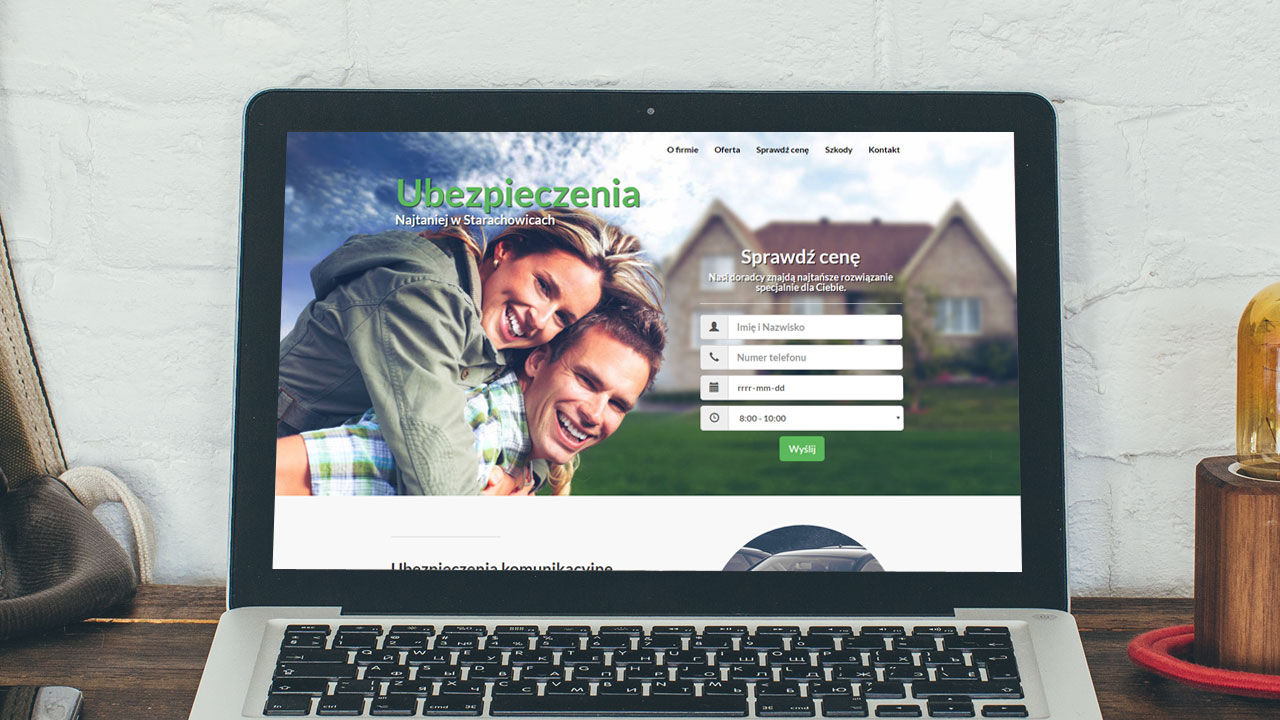 O firmie Oferta Sprawdź cenę Szkody Kontakt
Ubezpieczenia
Najtaniej w Starachowicach
Sprawdź cenę
Nasi doradcy znajdą najtańsze rozwiązanie
specjalnie dla Ciebie.
Imię i Nazwisko
Numer telefonu
rrrr-mm-dd
8:00 - 10:00
Wyślij
Ubezpieczenia komunikacyjne